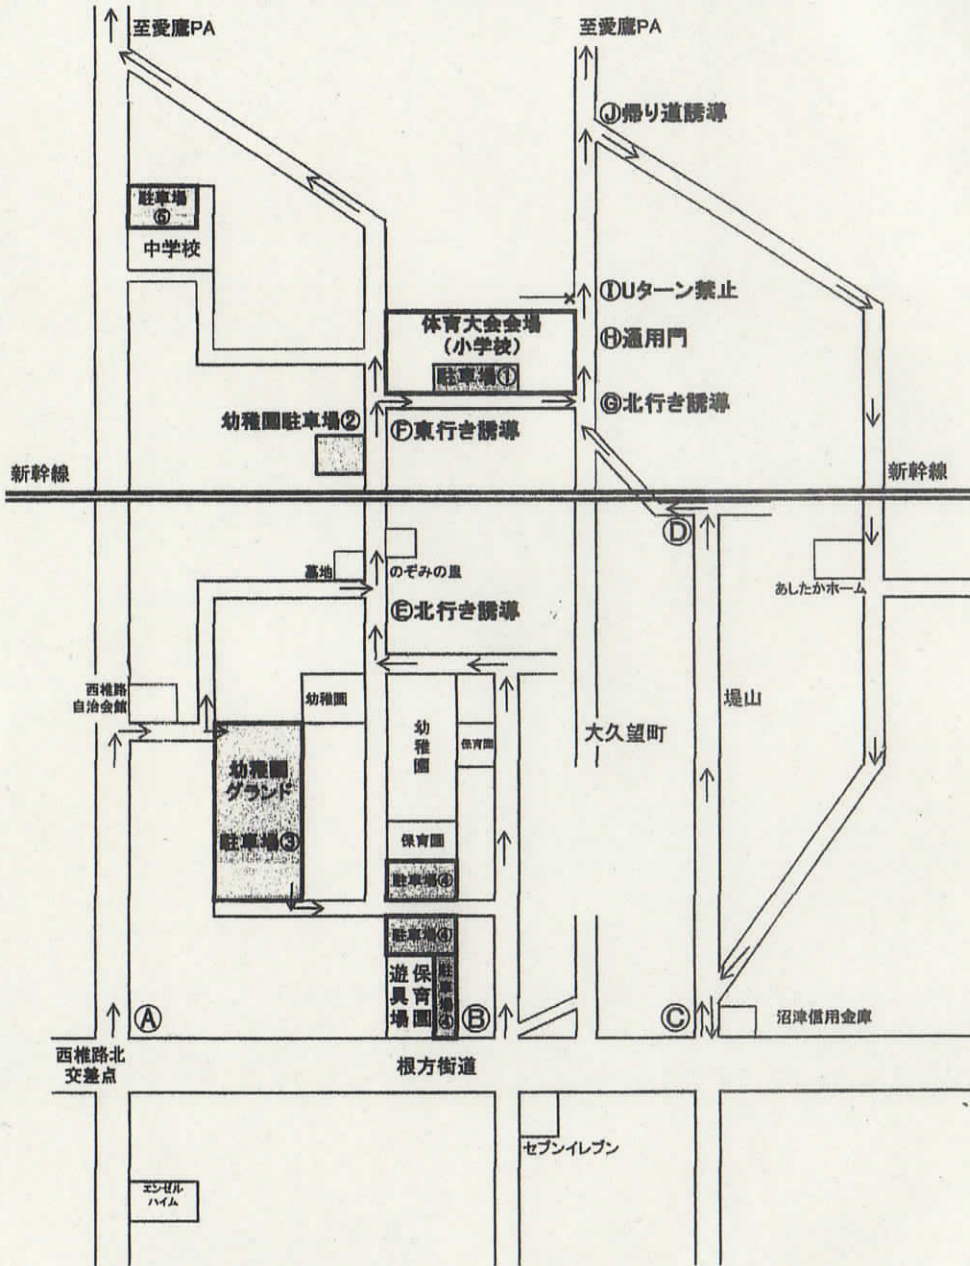 至愛鷹PA
至愛鷹PA
Ⓙ帰り道誘導
駐車場
⑤
中学校
ⒾUターン禁止
体育大会会場
(小学校)
Ⓗ通用門
駐車場①
Ⓖ北行き誘導
幼稚園駐車場②
Ⓕ東行き誘導
新幹線
新幹線
Ⓓ
墓地
のぞみの里
あしたかホーム
Ⓔ北行き誘導
西椎路
自治会館
幼稚園
堤山
幼稚園
大久望町
保育園
幼稚園
グランド
駐車場③
保育園
駐車場④
駐車場④
保育園
遊具場
駐車場④
Ⓐ
Ⓑ
Ⓒ
沼津信用金庫
西椎路北
交差点
根方街道
セブンイレブン
エンゼル
ハイム